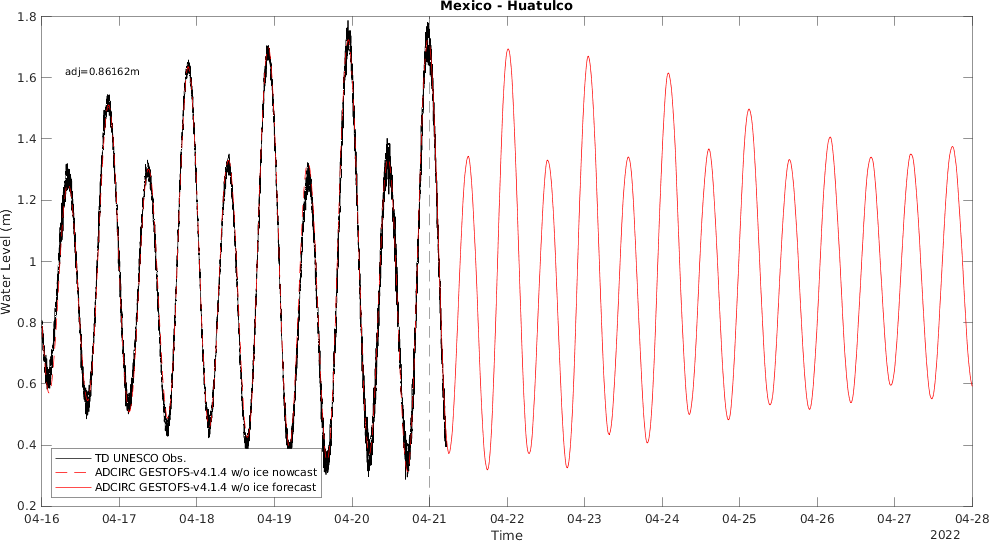 Mexico - Huatulco
1.8
1.6
1.4
1.2
1
0.8
0.6
0.4
0.2
Water Level (m)
adj=0.86162m
TD UNESCO Obs.
ADCIRC GESTOFS-v4.1.4 w/o ice nowcast
ADCIRC GESTOFS-v4.1.4 w/o ice forecast
04-16 04-17 04-18 04-19 04-20 04-21 04-22 04-23 04-24 04-25 04-26 04-27 04-28
Time
2022